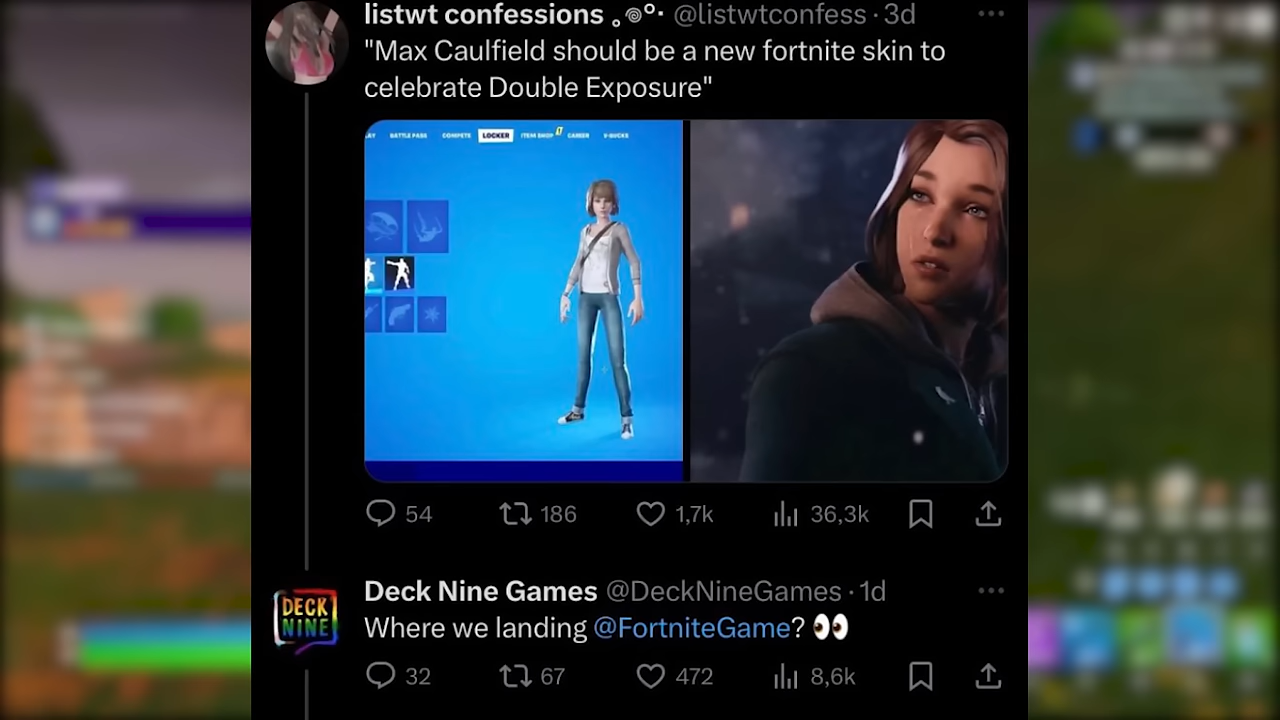 listwt confessions 。𖦹°‧ @listwtconfess · 3d
"Max Caulfield should be a new fortnite skin to
celebrate Double Exposure"
BATTLE PASS COMPETE LOCKER ITEM SHOP CAREER V-BUCKS
54 186 1,7k 36,3k
DECK
NINE
Deck Nine Games @DeckNineGames · 1d
Where we landing @FortniteGame? 👀
32 67 472 8,6k